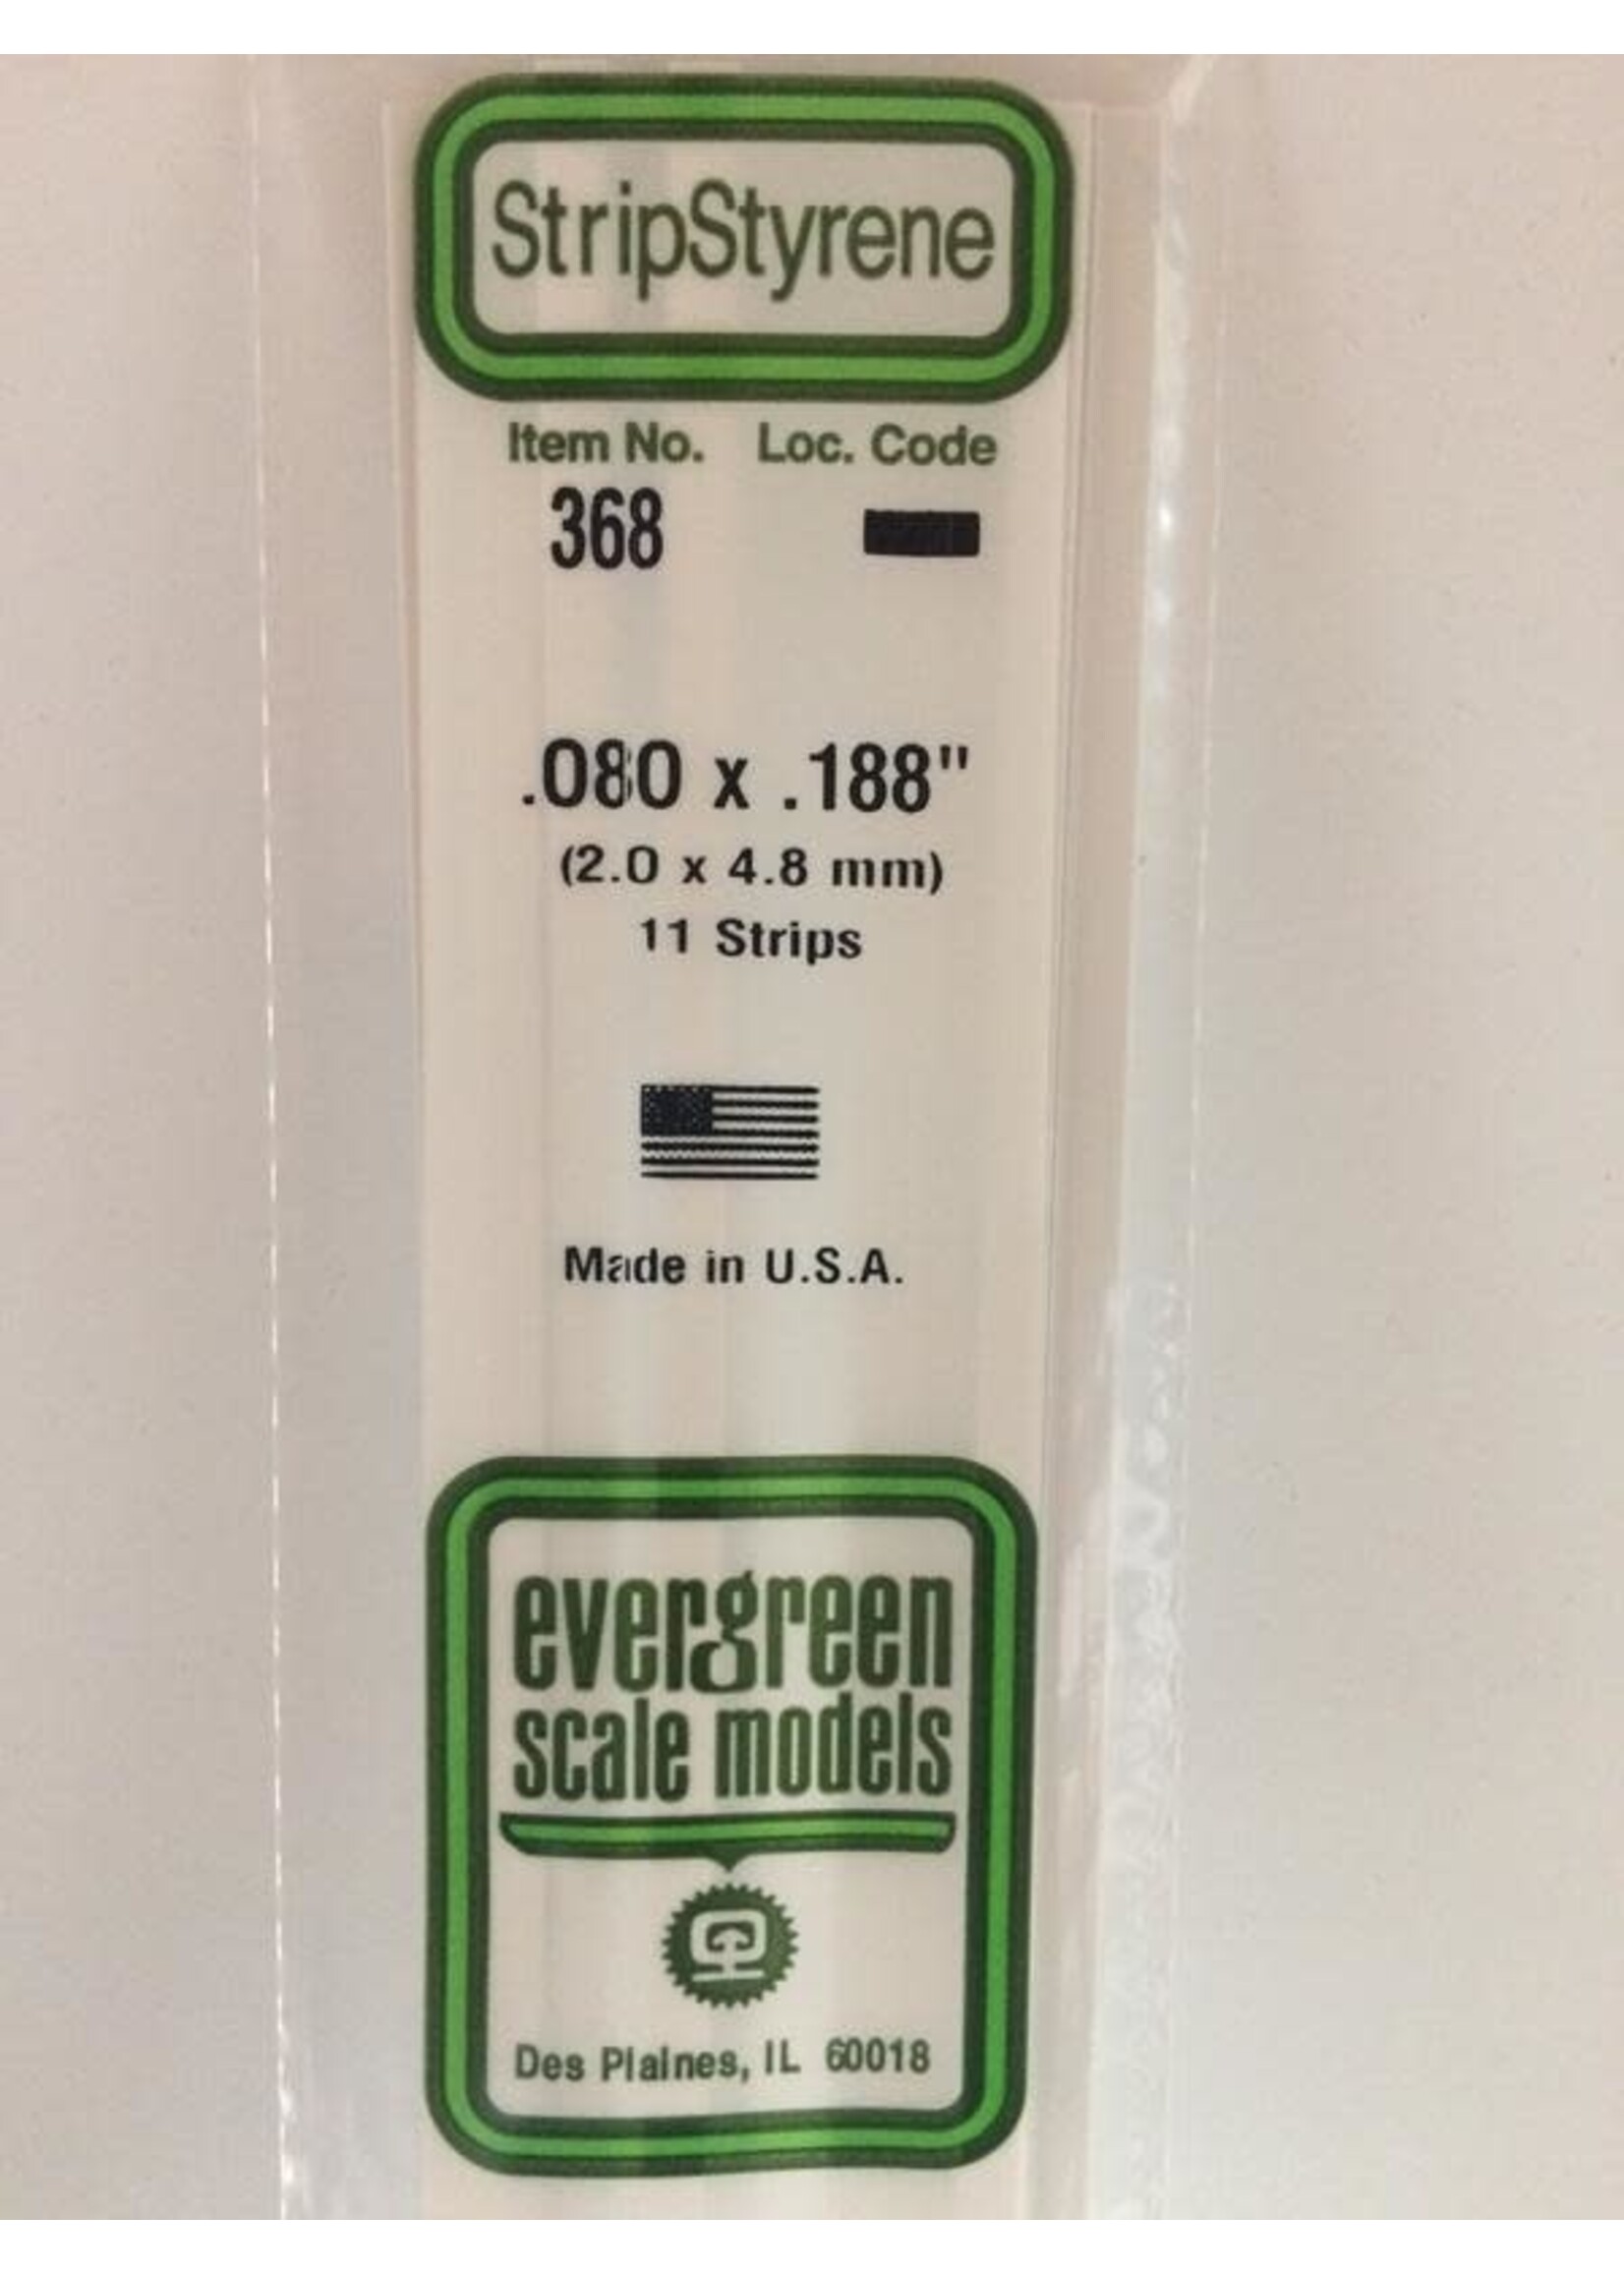 StripStyrene
Item No. Loc. Code
368
.080 x .188"
(2.0 x 4.8 mm)
11 Strips
Made in U.S.A.
evergreen
scale models
Des Plaines, IL 60018